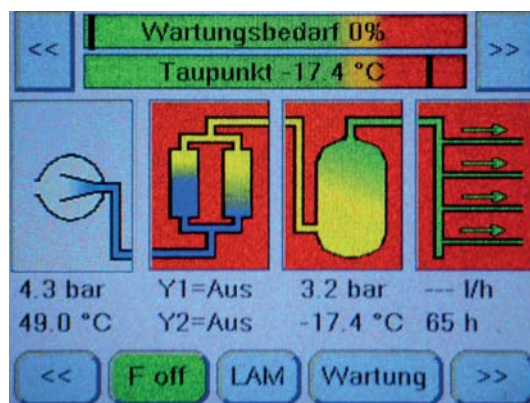 << Wartungsbedarf 0% >>
Taupunkt -17.4 °C
4.3 bar Y1=Aus 3.2 bar --- l/h
49.0 °C Y2=Aus -17.4 °C 65 h
<< F off LAM Wartung >>